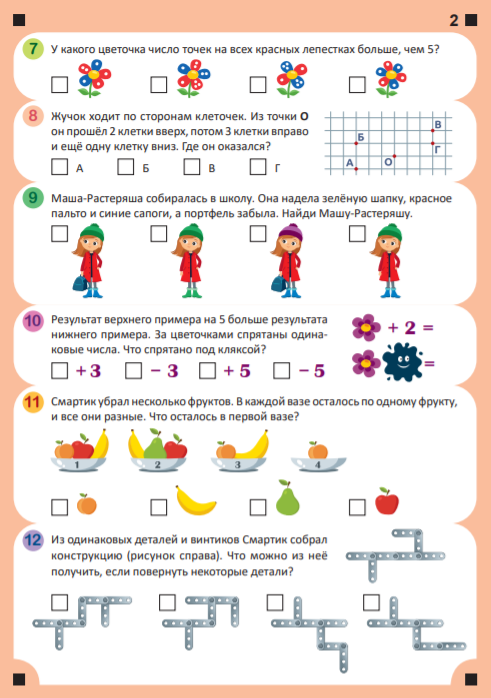 2
7 У какого цветочка число точек на всех красных лепестках больше, чем 5?
8 Жучок ходит по сторонам клеточек. Из точки О
он прошёл 2 клетки вверх, потом 3 клетки вправо
и ещё одну клетку вниз. Где он оказался?
А Б В Г
В
Б
Г
А О
9 Маша-Растеряша собиралась в школу. Она надела зелёную шапку, красное
пальто и синие сапоги, а портфель забыла. Найди Машу-Растеряшу.
10 Результат верхнего примера на 5 больше результата
нижнего примера. За цветочками спрятаны одина-
ковые числа. Что спрятано под кляксой?
+ 2 =
=
+ 3 − 3 + 5 − 5
11 Смартик убрал несколько фруктов. В каждой вазе осталось по одному фрукту,
и все они разные. Что осталось в первой вазе?
1 2 3 4
12 Из одинаковых деталей и винтиков Смартик собрал
конструкцию (рисунок справа). Что можно из неё
получить, если повернуть некоторые детали?